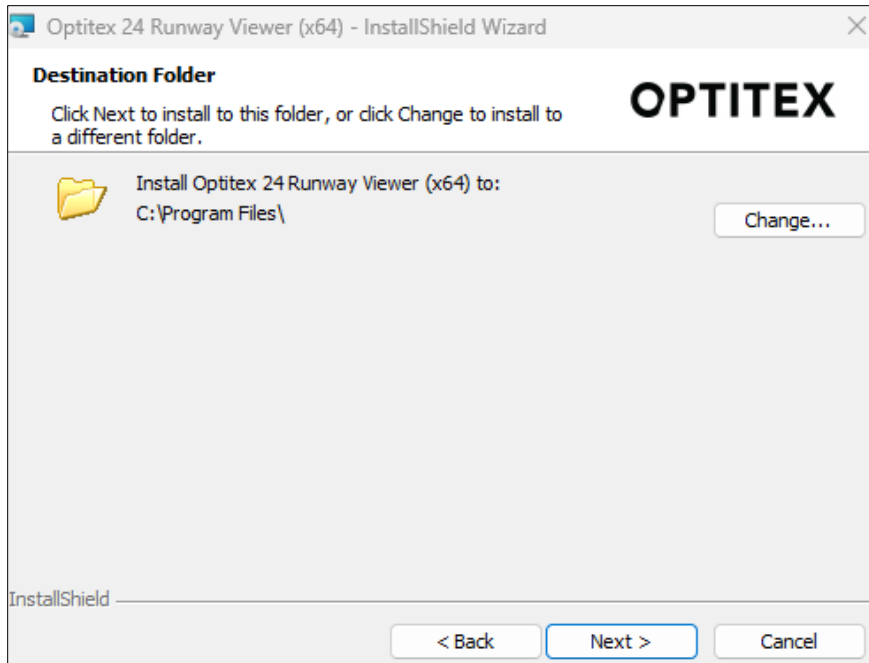 Optitex 24 Runway Viewer (x64) - InstallShield Wizard
Destination Folder
Click Next to install to this folder, or click Change to install to
a different folder.
OPTITEX
Install Optitex 24 Runway Viewer (x64) to:
C:\Program Files\
Change...
InstallShield
< Back
Next >
Cancel